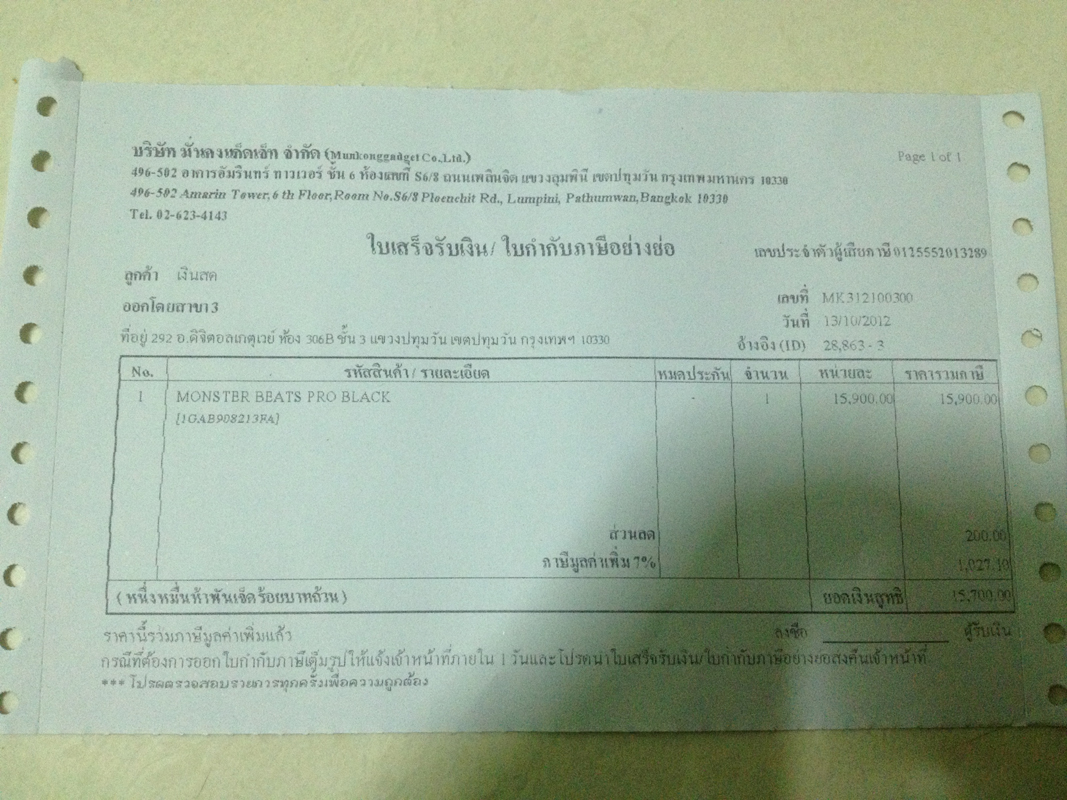 บริษัท มั่นคงแก็ดเจ็ท จำกัด (Munkonggadget Co.,Ltd.)
Page 1 of 1
496-502 อาคารอัมรินทร์ ทาวเวอร์ ชั้น 6 ห้องเลขที่ S6/8 ถนนเพลินจิต แขวงลุมพินี เขตปทุมวัน กรุงเทพมหานคร 10330
496-502 Amarin Tower,6 th Floor,Room No.S6/8 Ploenchit Rd., Lumpini, Pathumwan,Bangkok 10330
Tel. 02-623-4143
ใบเสร็จรับเงิน/ ใบกำกับภาษีอย่างย่อ
เลขประจำตัวผู้เสียภาษี 0125552013289
ลูกค้า เงินสด
ออกโดยสาขา 3
เลขที่ MK312100300
วันที่ 13/10/2012
ที่อยู่ 292 อ.ดิจิตอลเกตุเวย์ ห้อง 306B ชั้น 3 แขวงปทุมวัน เขตปทุมวัน กรุงเทพฯ 10330
อ้างอิง (ID) 28,863 - 3
No. รหัสสินค้า / รายละเอียด หมดประกัน จำนวน หน่วยละ ราคารวมภาษี
1 MONSTER BEATS PRO BLACK - 1 15,900.00 15,900.00
[1GAB908213FA]
ส่วนลด 200.00
ภาษีมูลค่าเพิ่ม 7% 1,027.10
( หนึ่งหมื่นห้าพันเจ็ดร้อยบาทถ้วน ) ยอดเงินสุทธิ 15,700.00
ราคานี้รวมภาษีมูลค่าเพิ่มแล้ว
ลงชื่อ ผู้รับเงิน
กรณีที่ต้องการออกใบกำกับภาษีเต็มรูปให้แจ้งเจ้าหน้าที่ภายใน 1 วันและโปรดนำใบเสร็จรับเงิน/ใบกำกับภาษีอย่างย่อส่งคืนเจ้าหน้าที่
*** โปรดตรวจสอบรายการทุกครั้งเพื่อความถูกต้อง